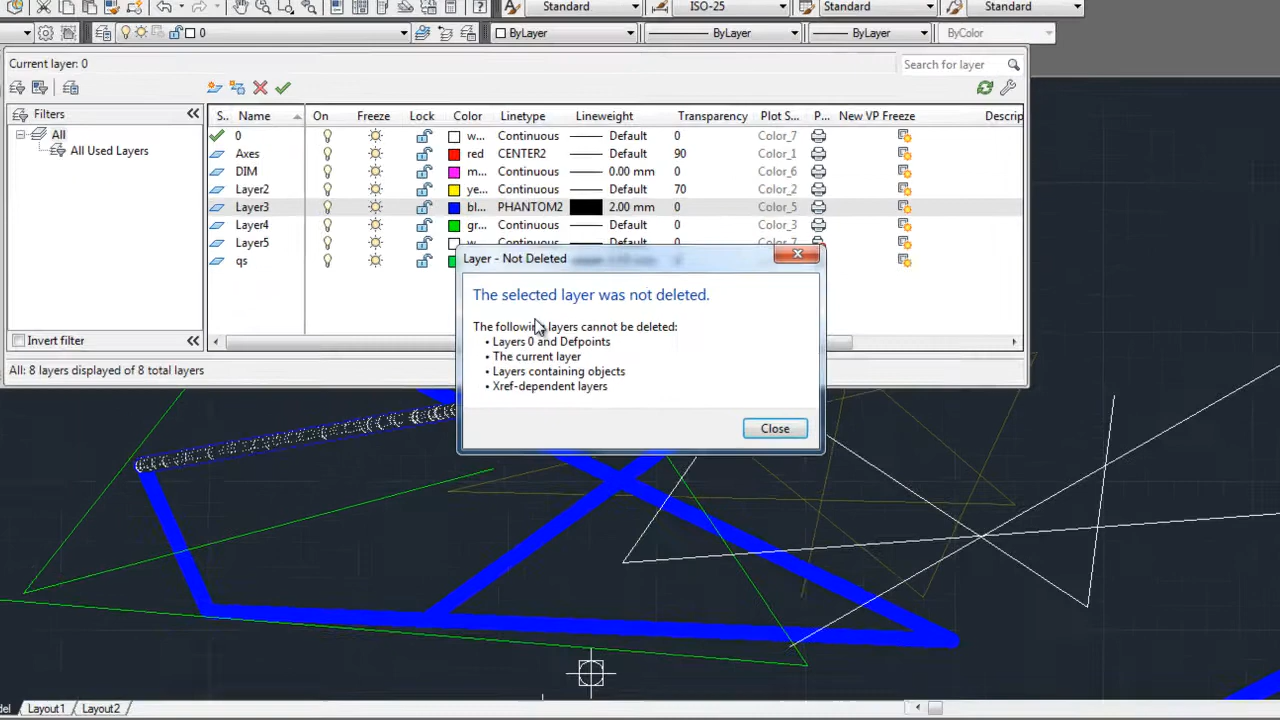 Standard ISO-25 Standard Standard
0 ByLayer ByLayer ByLayer ByColor
Current layer: 0 Search for layer
Filters S.. Name On Freeze Lock Color Linetype Lineweight Transparency Plot S... P... New VP Freeze Descrip
All
All Used Layers
0 w... Continuous Default 0 Color_7
Axes red CENTER2 Default 90 Color_1
DIM m... Continuous 0.00 mm 0 Color_6
Layer2 ye... Continuous Default 70 Color_2
Layer3 bl... PHANTOM2 2.00 mm 0 Color_5
Layer4 gr... Continuous Default 0 Color_3
Layer5 w... Continuous Default 0 Color_7
qs
Layer - Not Deleted
The selected layer was not deleted.
The following layers cannot be deleted:
• Layers 0 and Defpoints
• The current layer
• Layers containing objects
• Xref-dependent layers
Close
Invert filter
All: 8 layers displayed of 8 total layers
del Layout1 Layout2